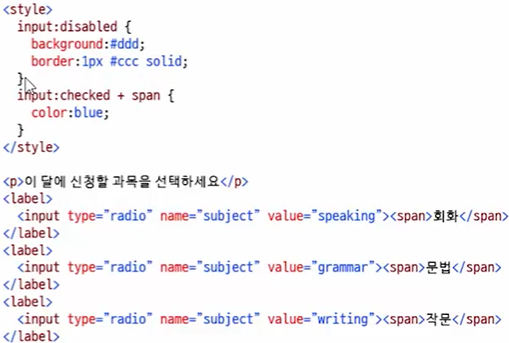 <style>
input:disabled {
background:#ddd;
border:1px #ccc solid;
}
input:checked + span {
color:blue;
}
</style>
<p>이 달에 신청할 과목을 선택하세요</p>
<label>
<input type="radio" name="subject" value="speaking"><span>회화</span>
</label>
<label>
<input type="radio" name="subject" value="grammar"><span>문법</span>
</label>
<label>
<input type="radio" name="subject" value="writing"><span>작문</span>
</label>